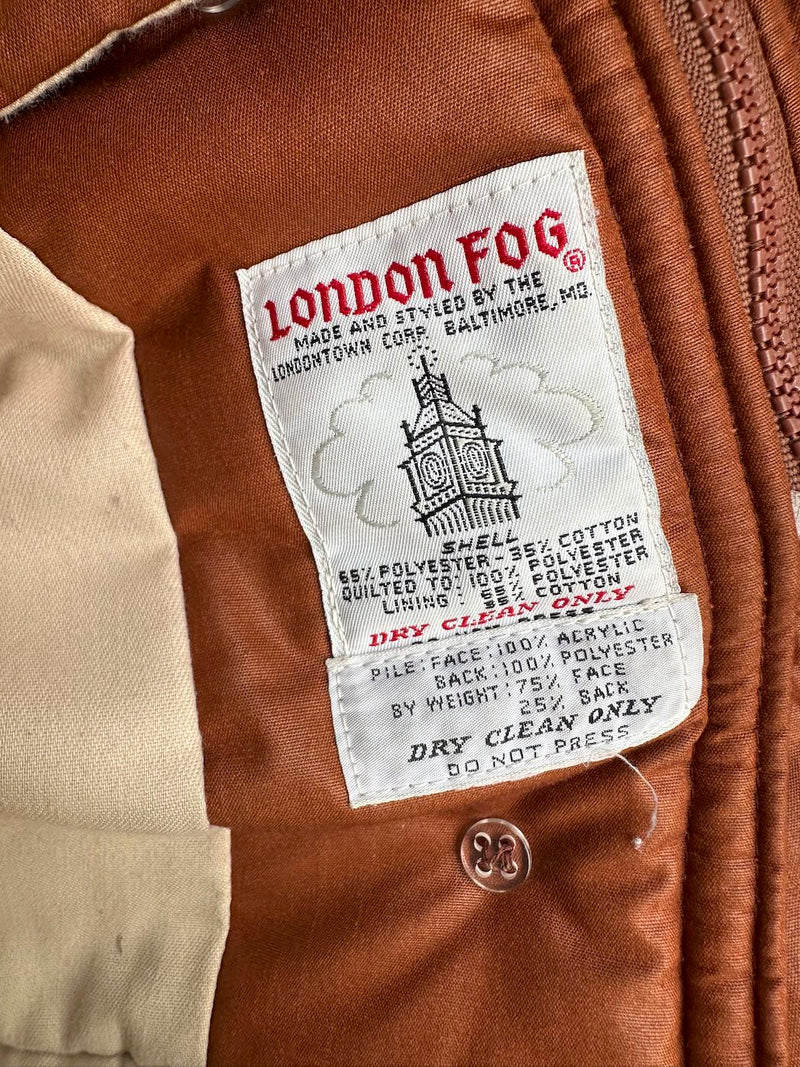 LONDON FOG®
MADE AND STYLED BY THE
LONDONTOWN CORP. BALTIMORE, MD.
SHELL
65% POLYESTER - 35% COTTON
QUILTED TO: 100% POLYESTER
LINING: POLYESTER
COTTON
DRY CLEAN ONLY
PILE: FACE: 100% ACRYLIC
BACK: 100% POLYESTER
BY WEIGHT: 75% FACE
25% BACK
DRY CLEAN ONLY
DO NOT PRESS